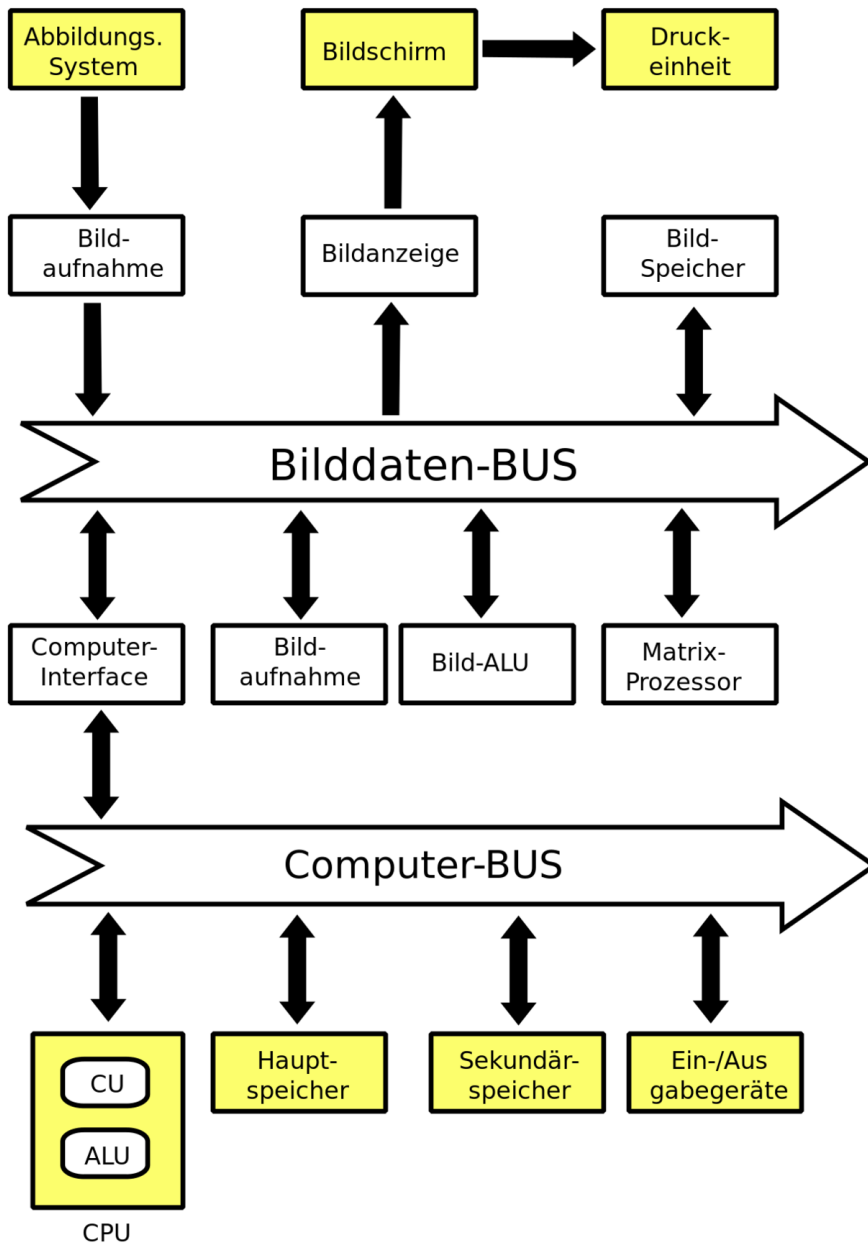 Abbildungs.
System
Bildschirm
Druck-
einheit
Bild-
aufnahme
Bildanzeige
Bild-
Speicher
Bilddaten-BUS
Computer-
Interface
Bild-
aufnahme
Bild-ALU
Matrix-
Prozessor
Computer-BUS
CU
ALU
CPU
Haupt-
speicher
Sekundär-
speicher
Ein-/Aus
gabegeräte